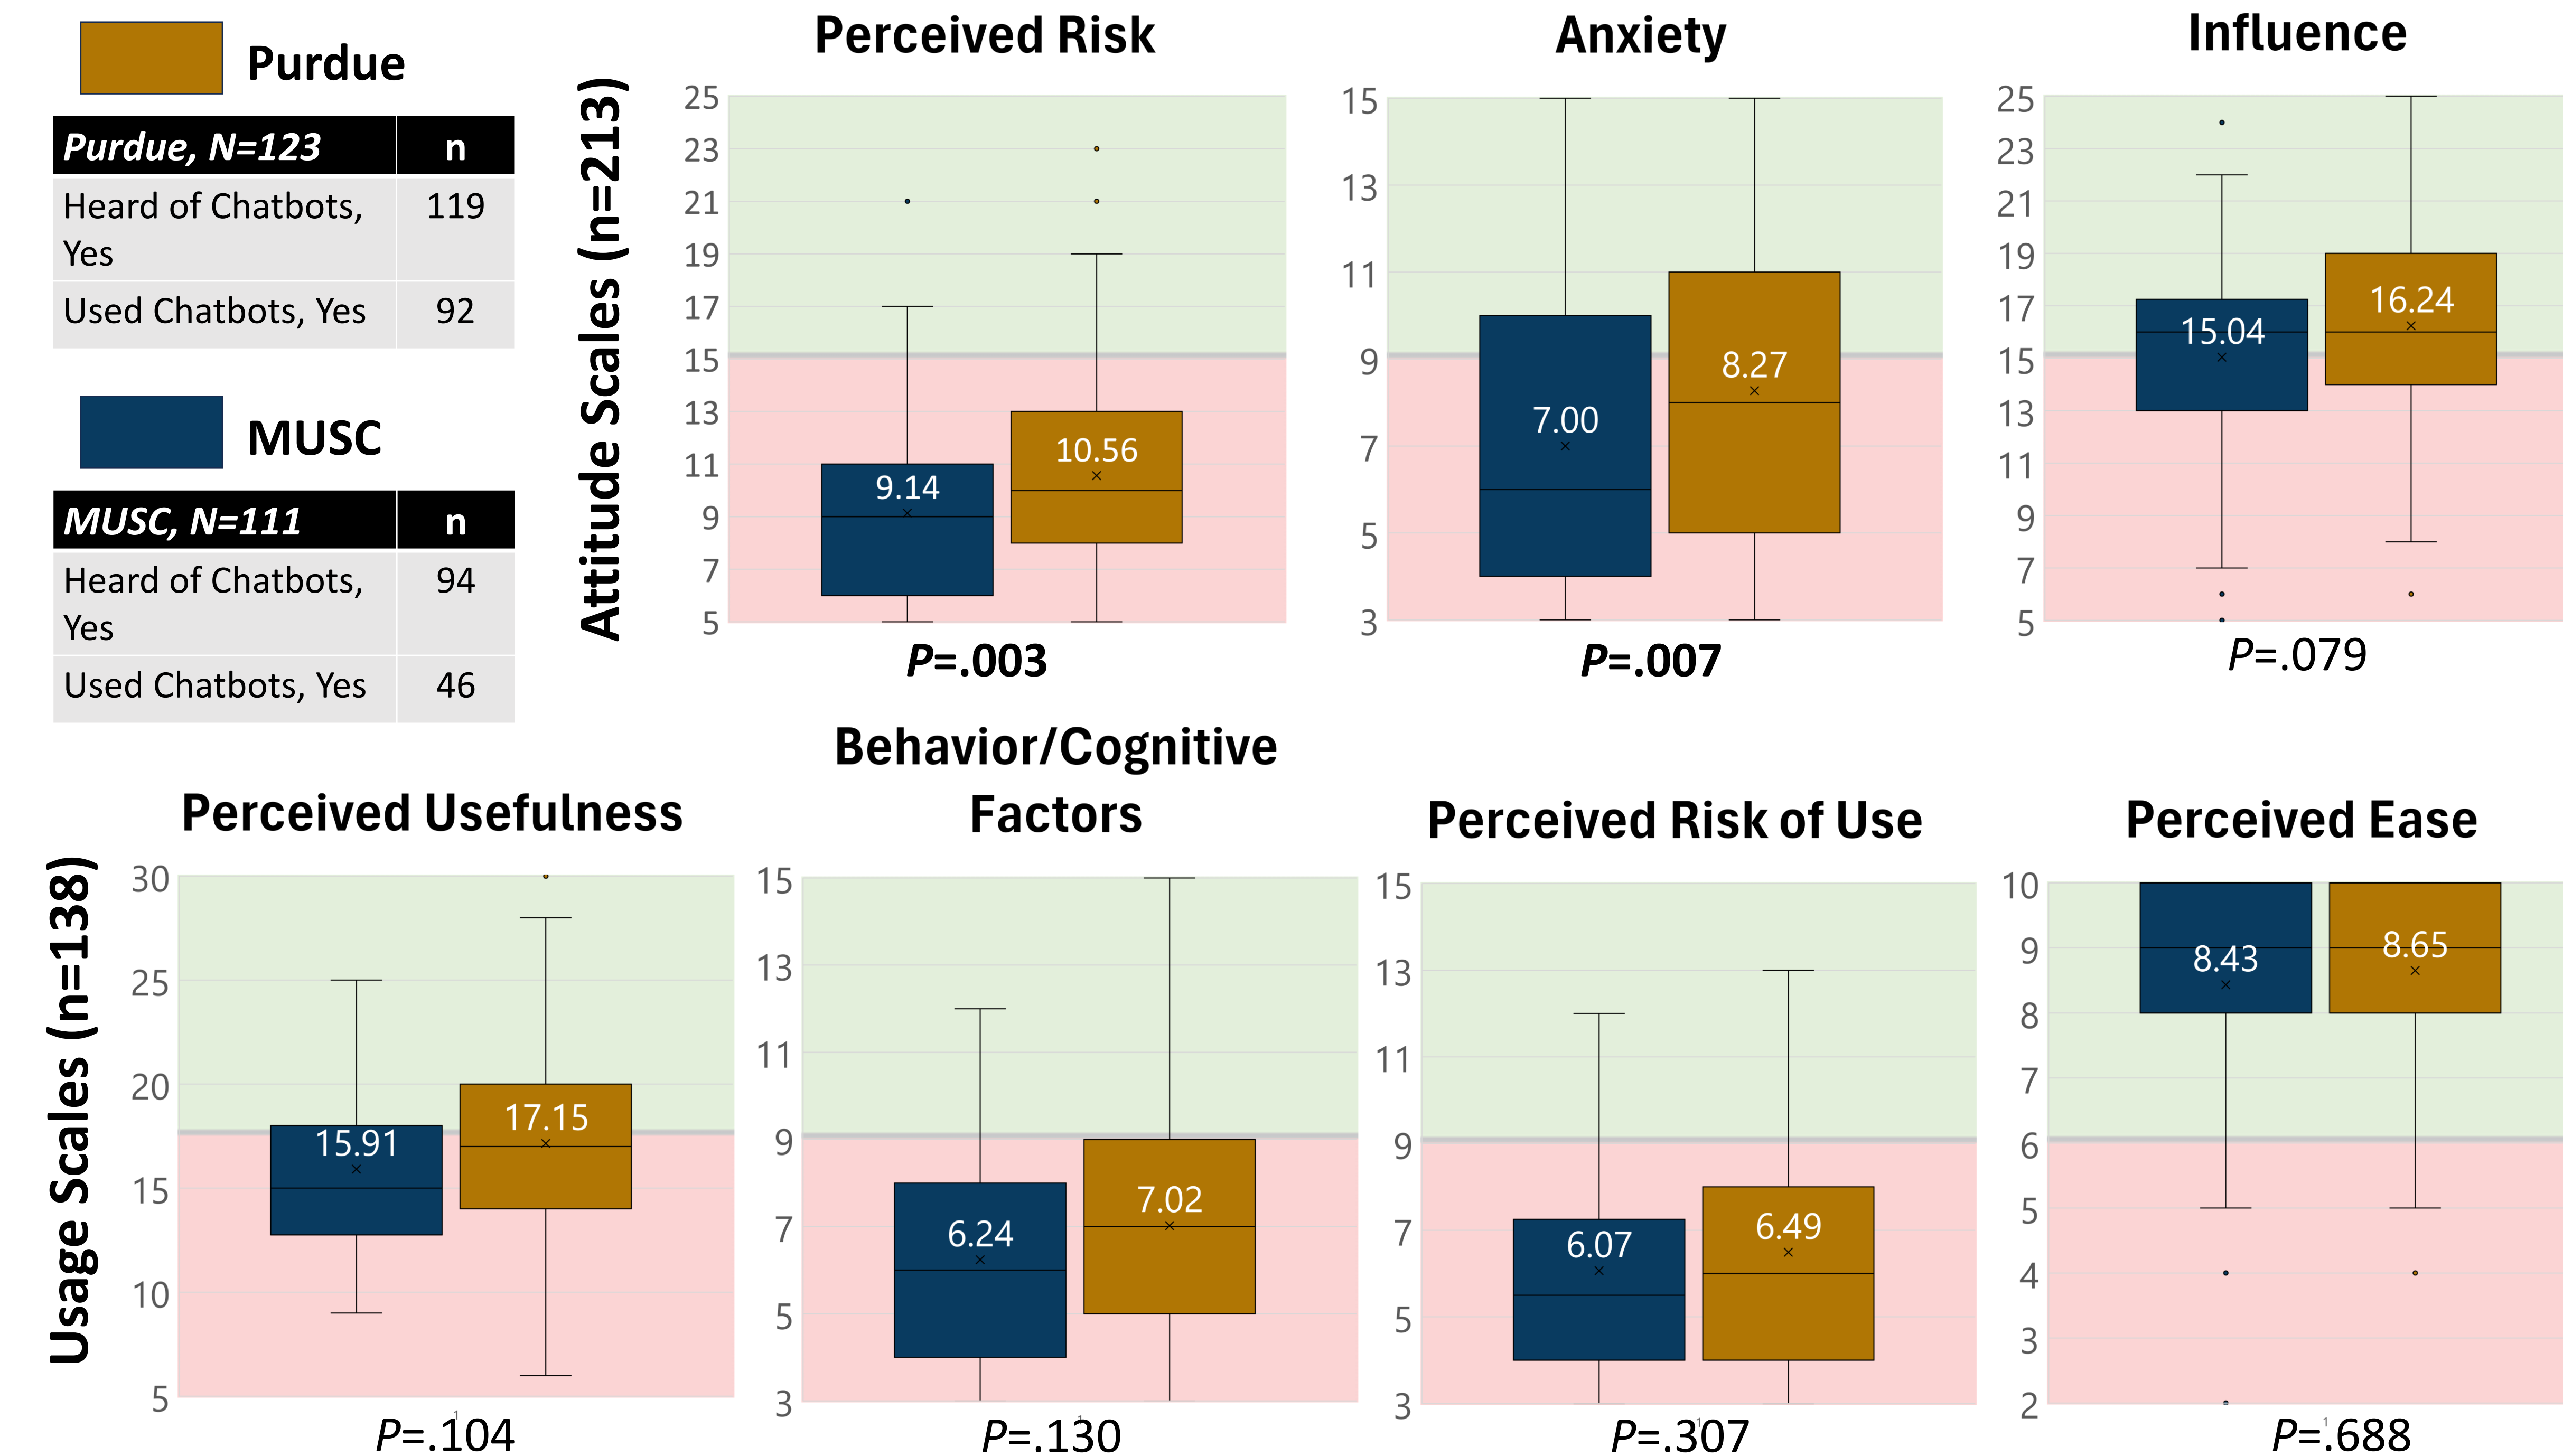 Purdue
Purdue, N=123 n
Heard of Chatbots, 119
Yes
Used Chatbots, Yes 92
MUSC
MUSC, N=111 n
Heard of Chatbots, 94
Yes
Used Chatbots, Yes 46
Attitude Scales (n=213)
Perceived Risk
25
23
21
19
17
15
13
11
9
7
5
9.14
10.56
P=.003
Anxiety
15
13
11
9
7
5
3
7.00
8.27
P=.007
Influence
25
23
21
19
17
15
13
11
9
7
5
15.04
16.24
P=.079
Usage Scales (n=138)
Perceived Usefulness
30
25
20
15
10
5
15.91
17.15
1
P=.104
Behavior/Cognitive
Factors
15
13
11
9
7
5
3
6.24
7.02
1
P=.130
Perceived Risk of Use
15
13
11
9
7
5
3
6.07
6.49
1
P=.307
Perceived Ease
10
9
8
7
6
5
4
3
2
8.43
8.65
1
P=.688